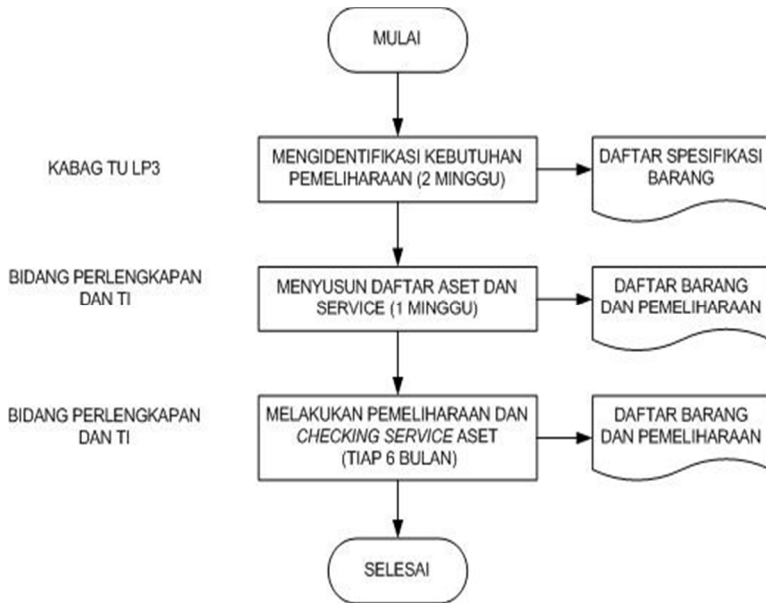 MULAI
KABAG TU LP3
MENGIDENTIFIKASI KEBUTUHAN
PEMELIHARAAN (2 MINGGU)
DAFTAR SPESIFIKASI
BARANG
BIDANG PERLENGKAPAN
DAN TI
MENYUSUN DAFTAR ASET DAN
SERVICE (1 MINGGU)
DAFTAR BARANG
DAN PEMELIHARAAN
BIDANG PERLENGKAPAN
DAN TI
MELAKUKAN PEMELIHARAAN DAN
CHECKING SERVICE ASET
(TIAP 6 BULAN)
DAFTAR BARANG
DAN PEMELIHARAAN
SELESAI